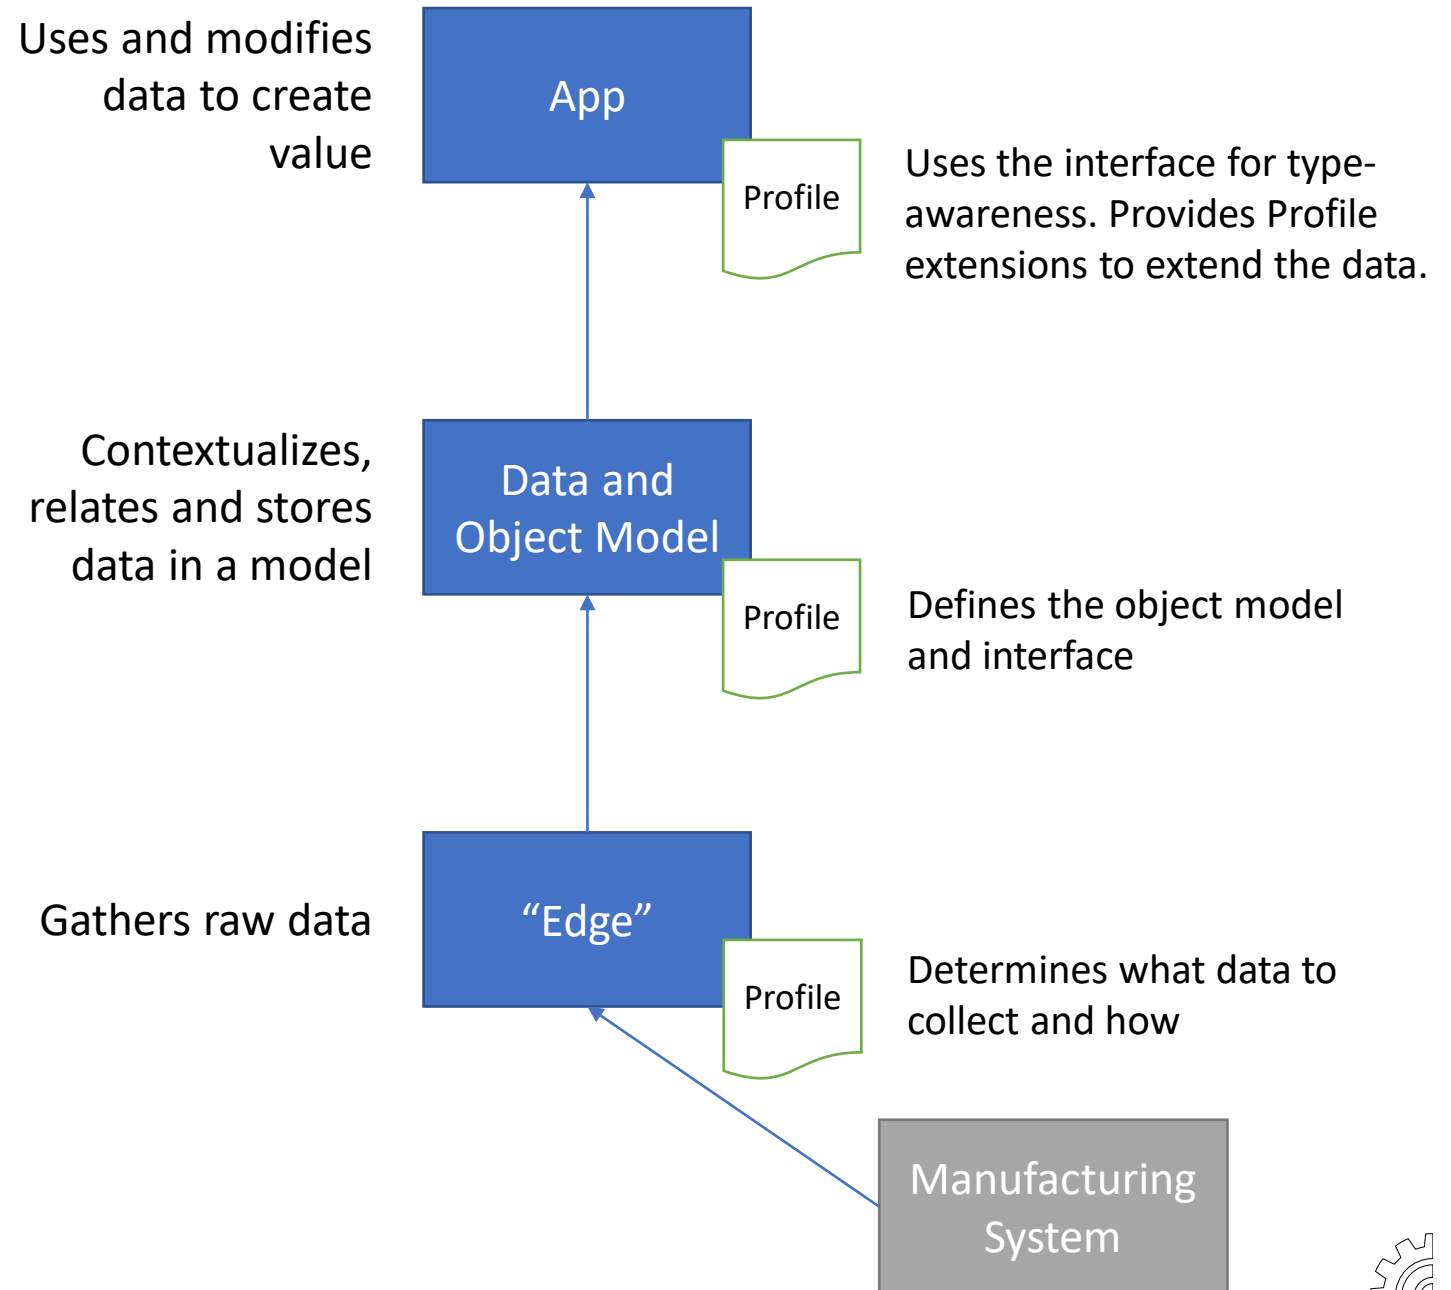 Uses and modifies
data to create
value
App
Profile
Uses the interface for type-
awareness. Provides Profile
extensions to extend the data.
Contextualizes,
relates and stores
data in a model
Data and
Object Model
Profile
Defines the object model
and interface
Gathers raw data
“Edge”
Profile
Determines what data to
collect and how
Manufacturing
System